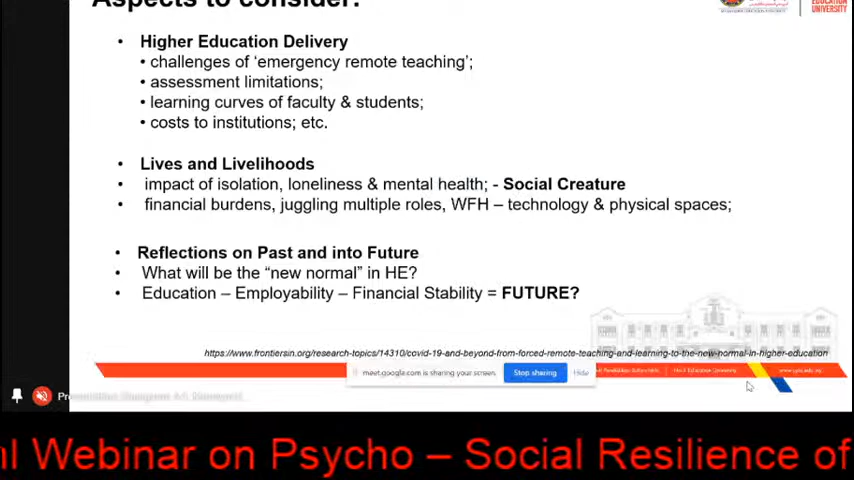 Aspects to consider:
EDUCATION
UNIVERSITY
• Higher Education Delivery
• challenges of ‘emergency remote teaching’;
• assessment limitations;
• learning curves of faculty & students;
• costs to institutions; etc.
• Lives and Livelihoods
• impact of isolation, loneliness & mental health; - Social Creature
• financial burdens, juggling multiple roles, WFH – technology & physical spaces;
• Reflections on Past and into Future
• What will be the “new normal” in HE?
• Education – Employability – Financial Stability = FUTURE?
https://www.frontiersin.org/research-topics/14310/covid-19-and-beyond-from-forced-remote-teaching-and-learning-to-the-new-normal-in-higher-education
meet.google.com is sharing your screen.
Stop sharing
Hide
Webinar on Psycho – Social Resilience of